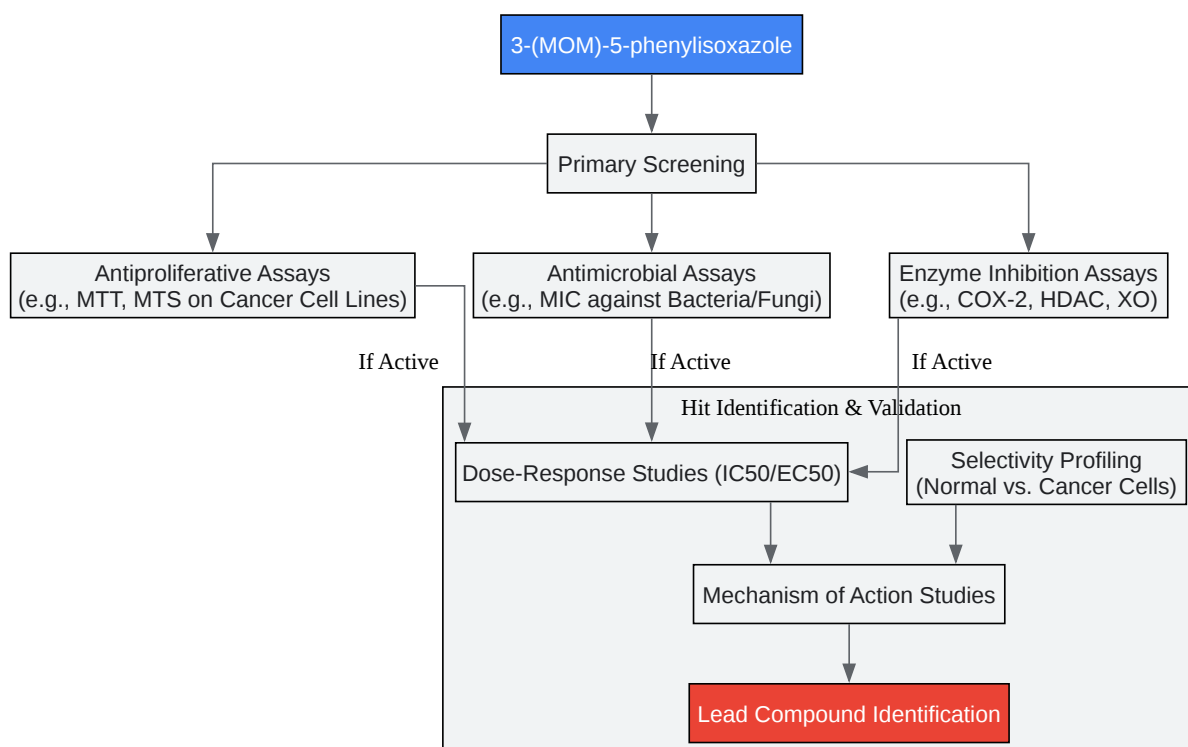 3-(MOM)-5-phenylisoxazole
Primary Screening
Antiproliferative Assays
(e.g., MTT, MTS on Cancer Cell Lines)
Antimicrobial Assays
(e.g., MIC against Bacteria/Fungi)
Enzyme Inhibition Assays
(e.g., COX-2, HDAC, XO)
If Active
If Active
If Active
Hit Identification & Validation
Dose-Response Studies (IC50/EC50)
Selectivity Profiling
(Normal vs. Cancer Cells)
Mechanism of Action Studies
Lead Compound Identification